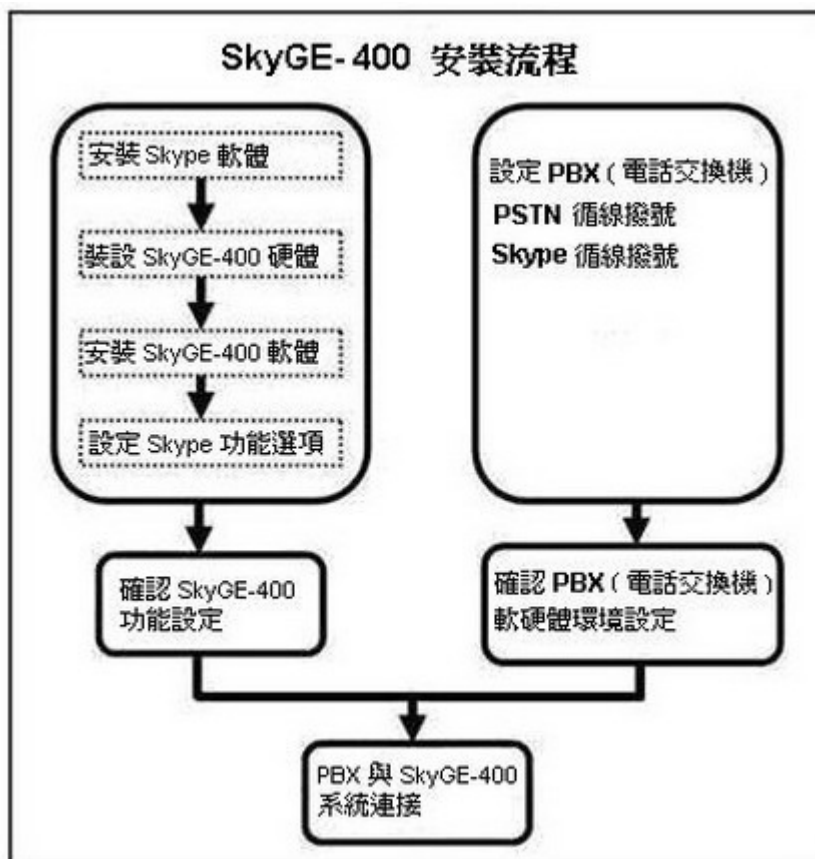 SkyGE-400 安裝流程
安裝 Skype 軟體
裝設 SkyGE-400 硬體
安裝 SkyGE-400 軟體
設定 Skype 功能選項
設定 PBX（電話交換機）
PSTN 循線撥號
Skype 循線撥號
確認 SkyGE-400
功能設定
確認 PBX（電話交換機）
軟硬體環境設定
PBX 與 SkyGE-400
系統連接